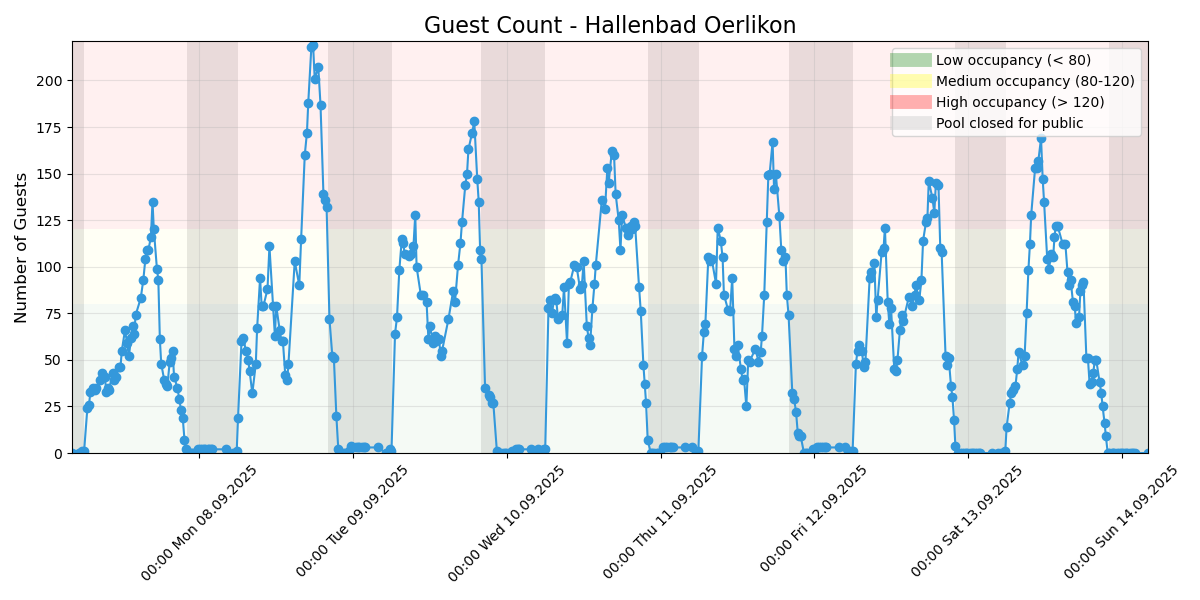 Guest Count - Hallenbad Oerlikon
Number of Guests
200
175
150
125
100
75
50
25
0
Low occupancy (< 80)
Medium occupancy (80-120)
High occupancy (> 120)
Pool closed for public
00:00 Mon 08.09.2025
00:00 Tue 09.09.2025
00:00 Wed 10.09.2025
00:00 Thu 11.09.2025
00:00 Fri 12.09.2025
00:00 Sat 13.09.2025
00:00 Sun 14.09.2025